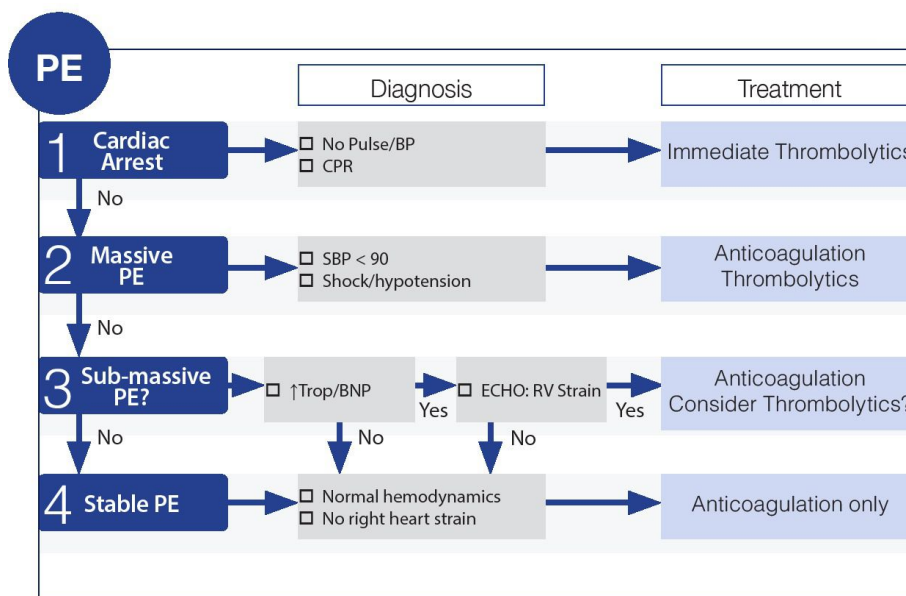 PE
Diagnosis
Treatment
1
Cardiac
Arrest
☐ No Pulse/BP
☐ CPR
Immediate Thrombolytics
No
2
Massive
PE
☐ SBP < 90
☐ Shock/hypotension
Anticoagulation
Thrombolytics
No
3
Sub-massive
PE?
☐ ↑Trop/BNP
Yes
☐ ECHO: RV Strain
Yes
Anticoagulation
Consider Thrombolytics?
No
No
No
4
Stable PE
☐ Normal hemodynamics
☐ No right heart strain
Anticoagulation only